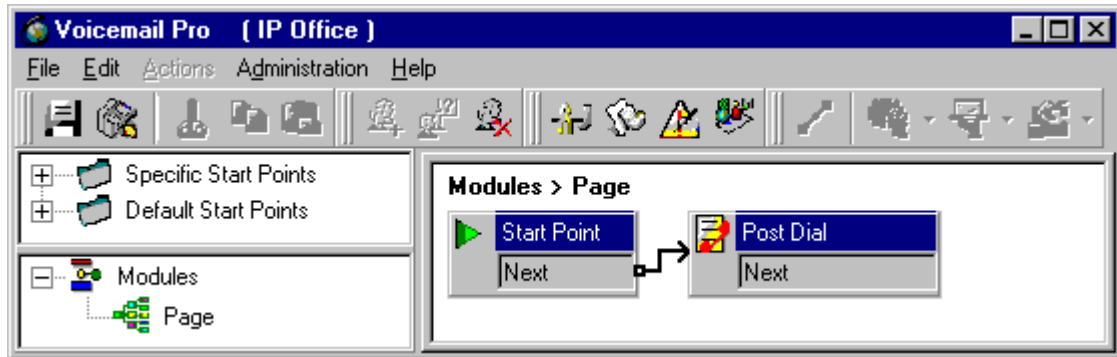 Voicemail Pro ( IP Office )
File Edit Actions Administration Help
Specific Start Points
Default Start Points
Modules
Page
Modules > Page
Start Point
Next
Post Dial
Next